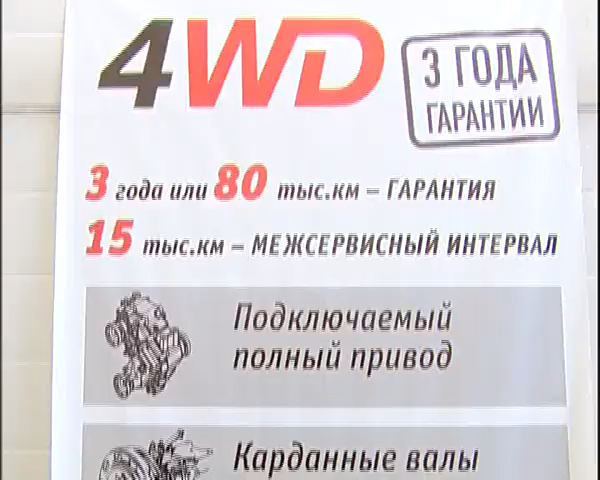 4WD
3 ГОДА
ГАРАНТИИ
3 года или 80 тыс.км – ГАРАНТИЯ
15 тыс.км – МЕЖСЕРВИСНЫЙ ИНТЕРВАЛ
Подключаемый
полный привод
Карданные валы